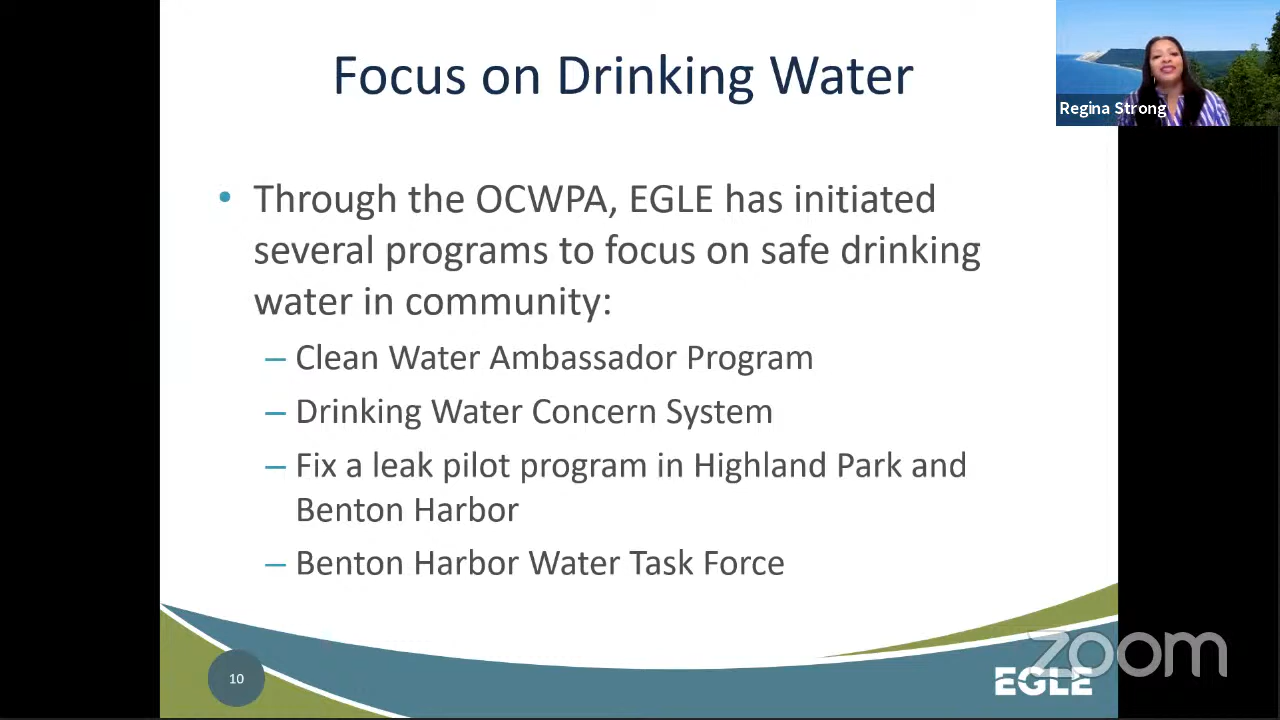 Focus on Drinking Water
Regina Strong
• Through the OCWPA, EGLE has initiated
several programs to focus on safe drinking
water in community:
– Clean Water Ambassador Program
– Drinking Water Concern System
– Fix a leak pilot program in Highland Park and
Benton Harbor
– Benton Harbor Water Task Force
10
EGLE
zoom